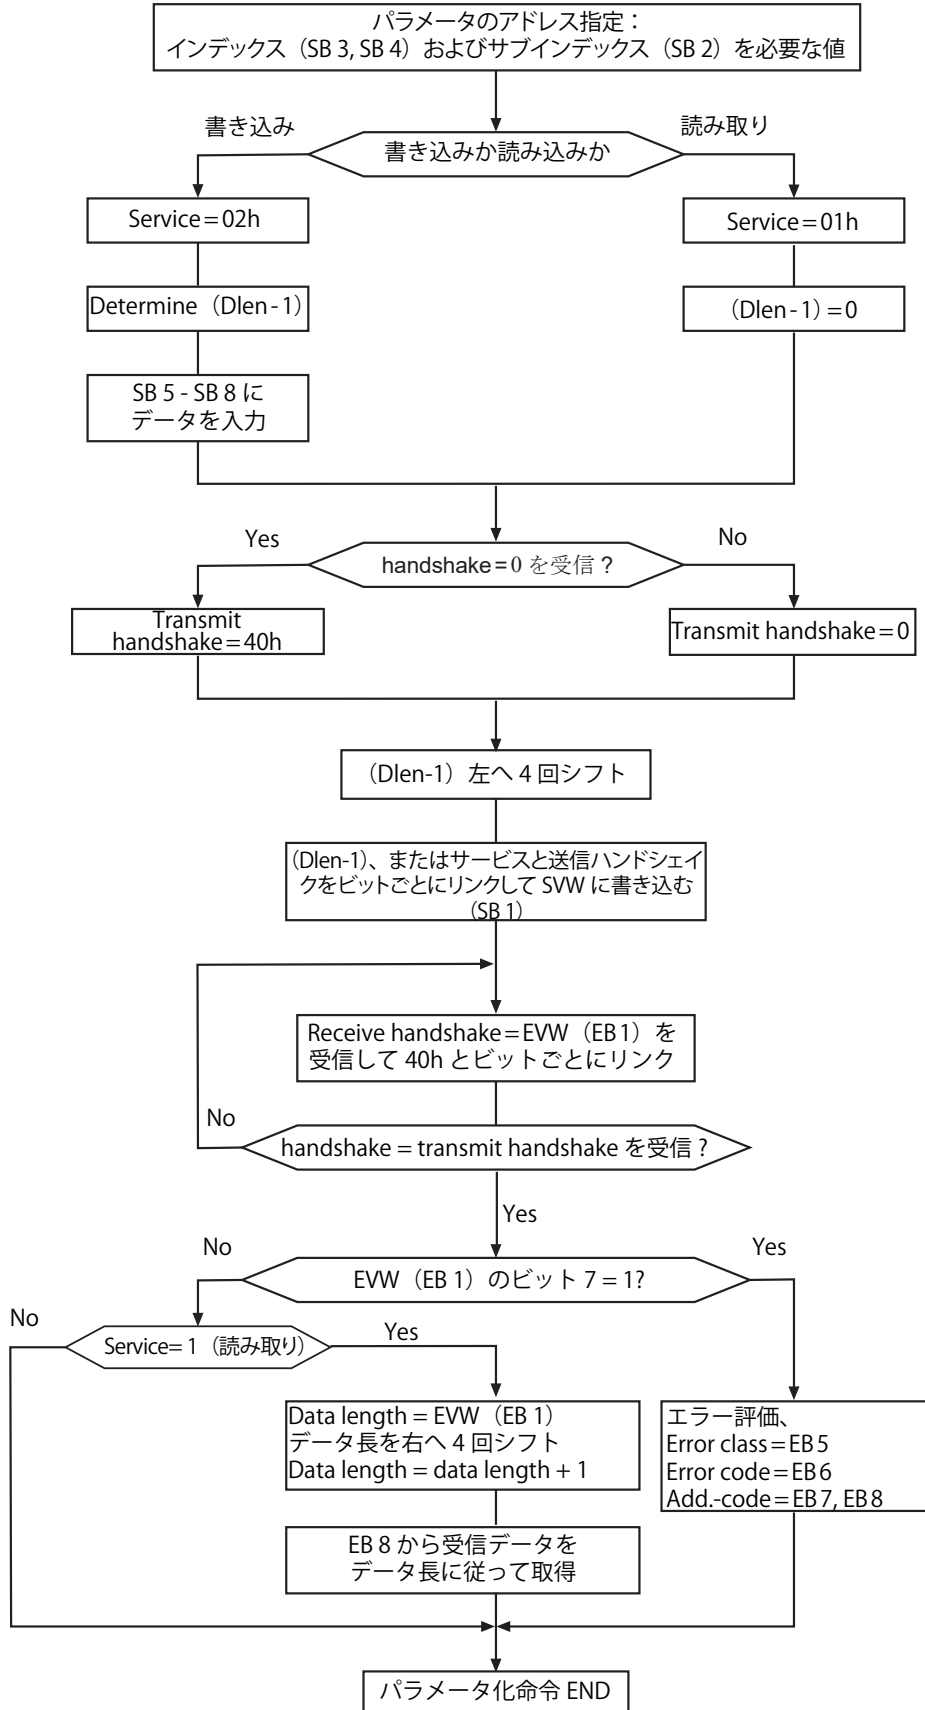 パラメータのアドレス指定：
インデックス（SB 3, SB 4）およびサブインデックス（SB 2）を必要な値
書き込み
読み取り
書き込みか読み込みか
Service=02h
Service=01h
Determine（Dlen-1）
（Dlen-1）=0
SB 5 - SB 8 に
データを入力
Yes
No
handshake=0 を受信？
Transmit
handshake=40h
Transmit handshake=0
（Dlen-1）左へ 4 回シフト
（Dlen-1）、またはサービスと送信ハンドシェイ
クをビットごとにリンクして SVW に書き込む
（SB 1）
Receive handshake=EVW（EB 1）を
受信して 40h とビットごとにリンク
No
handshake = transmit handshake を受信？
Yes
No
Yes
EVW（EB 1）のビット 7 = 1?
No
Yes
Service= 1（読み取り）
Data length = EVW（EB 1）
データ長を右へ 4 回シフト
Data length = data length + 1
エラー評価、
Error class=EB 5
Error code=EB 6
Add.-code=EB 7, EB 8
EB 8 から受信データを
データ長に従って取得
パラメータ化命令 END